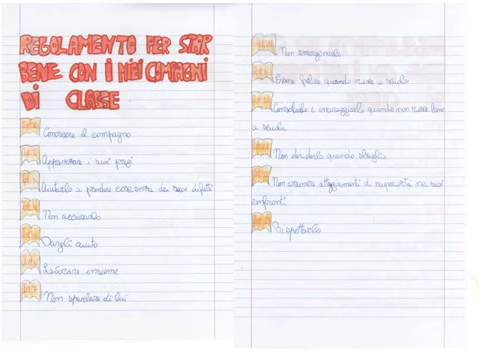 REGOLAMENTO PER STAR
BENE CON I MIEI COMPAGNI
DI CLASSE
Conoscere il compagno
Apprezzare i suoi pregi
Aiutarlo a prendere coscienza dei suoi difetti
Non accusarlo
Dargli aiuto
Lavorare insieme
Non sparlare di lui
Non emarginarlo
Essere felice quando riesce a scuola
Consolarlo e incoraggiarlo quando non riesce bene
a scuola
Non deriderlo quando sbaglia
Non assumere atteggiamenti di superiorità nei suoi
confronti
Rispettarlo